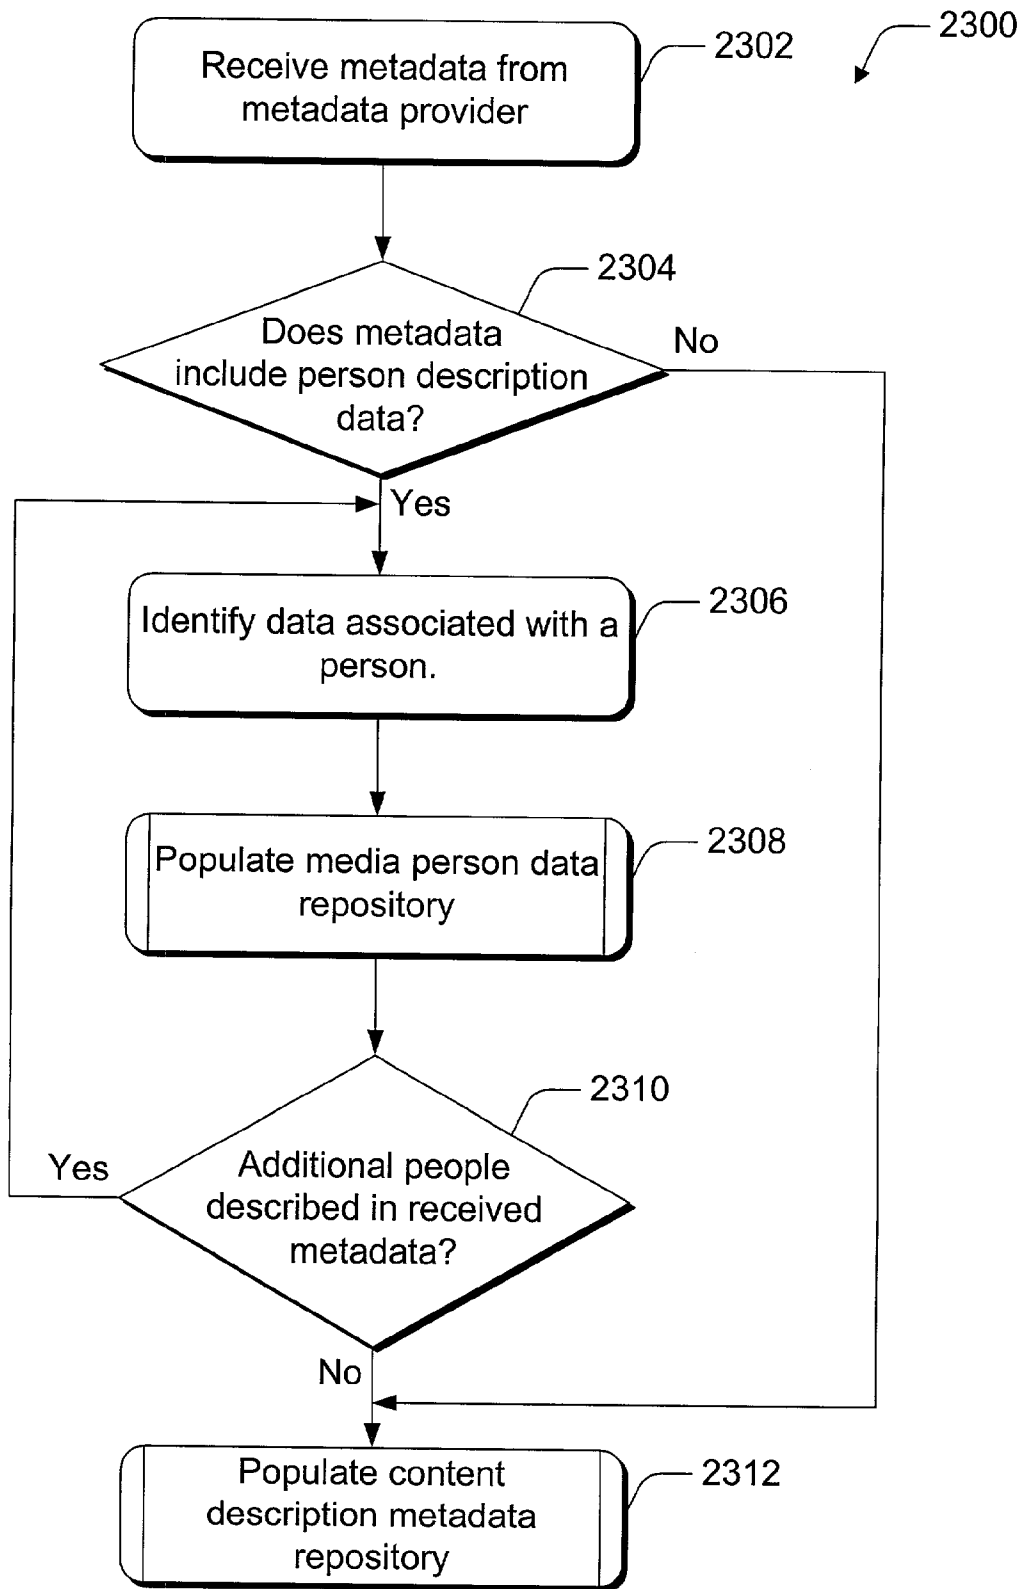 2300
Receive metadata from
metadata provider
2302
2304
Does metadata
include person description
data?
No
Yes
Identify data associated with a
person.
2306
Populate media person data
repository
2308
2310
Additional people
described in received
metadata?
Yes
No
Populate content
description metadata
repository
2312